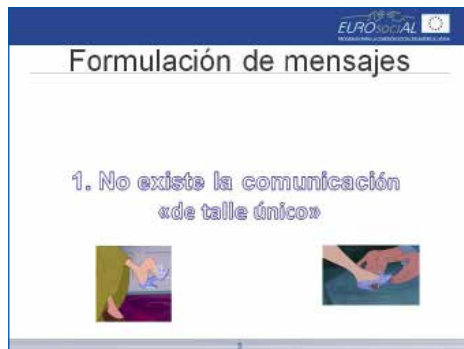 EUROsociAL
Formulación de mensajes
1. No existe la comunicación
«de talle único»